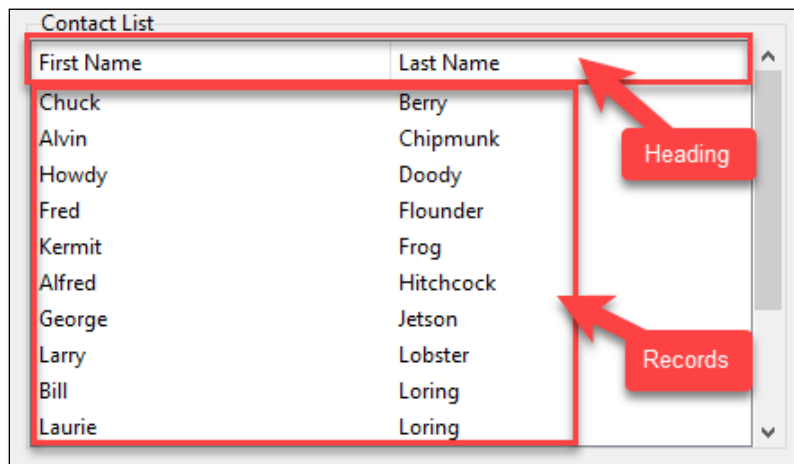 Contact List
First Name Last Name
Chuck Berry
Alvin Chipmunk
Heading
Howdy Doody
Fred Flounder
Kermit Frog
Alfred Hitchcock
George Jetson
Larry Lobster
Records
Bill Loring
Laurie Loring